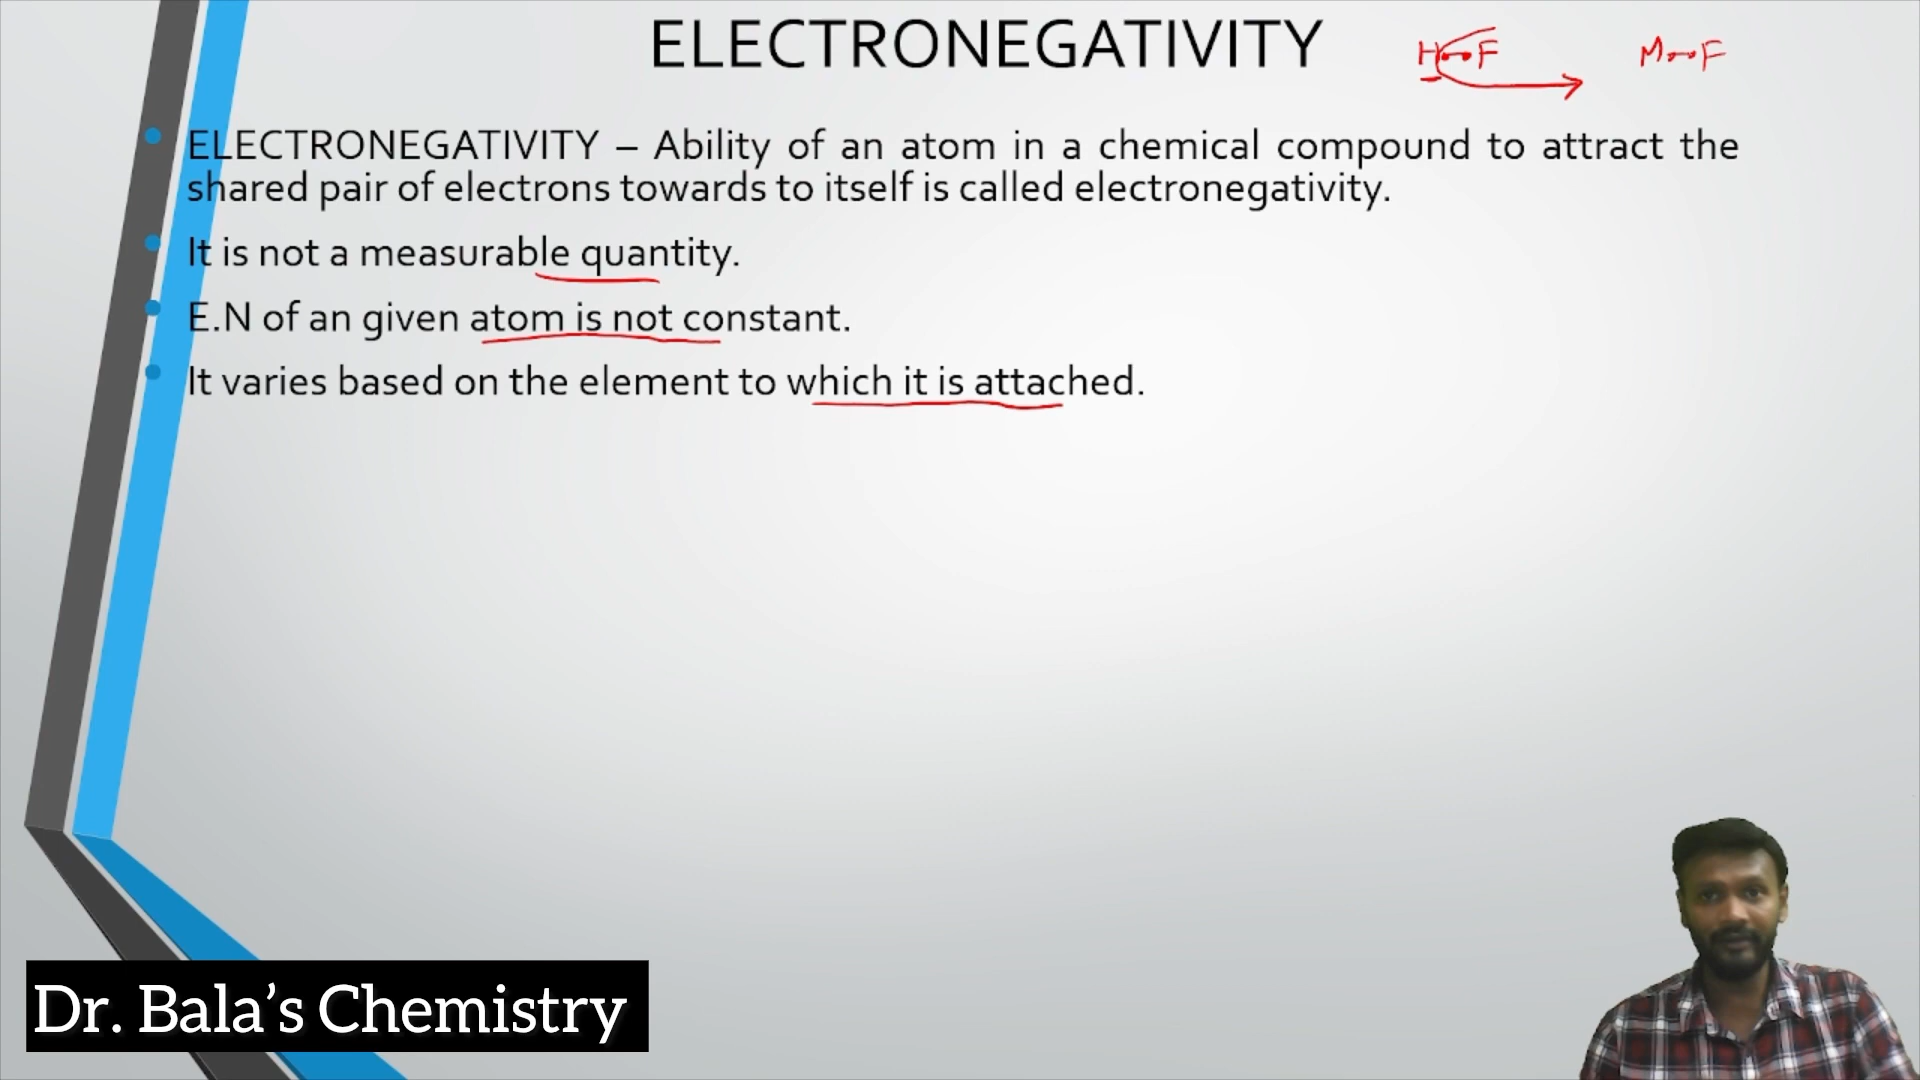 ELECTRONEGATIVITY
H••F
M••F
ELECTRONEGATIVITY – Ability of an atom in a chemical compound to attract the
shared pair of electrons towards to itself is called electronegativity.
It is not a measurable quantity.
E.N of an given atom is not constant.
It varies based on the element to which it is attached.
Dr. Bala’s Chemistry